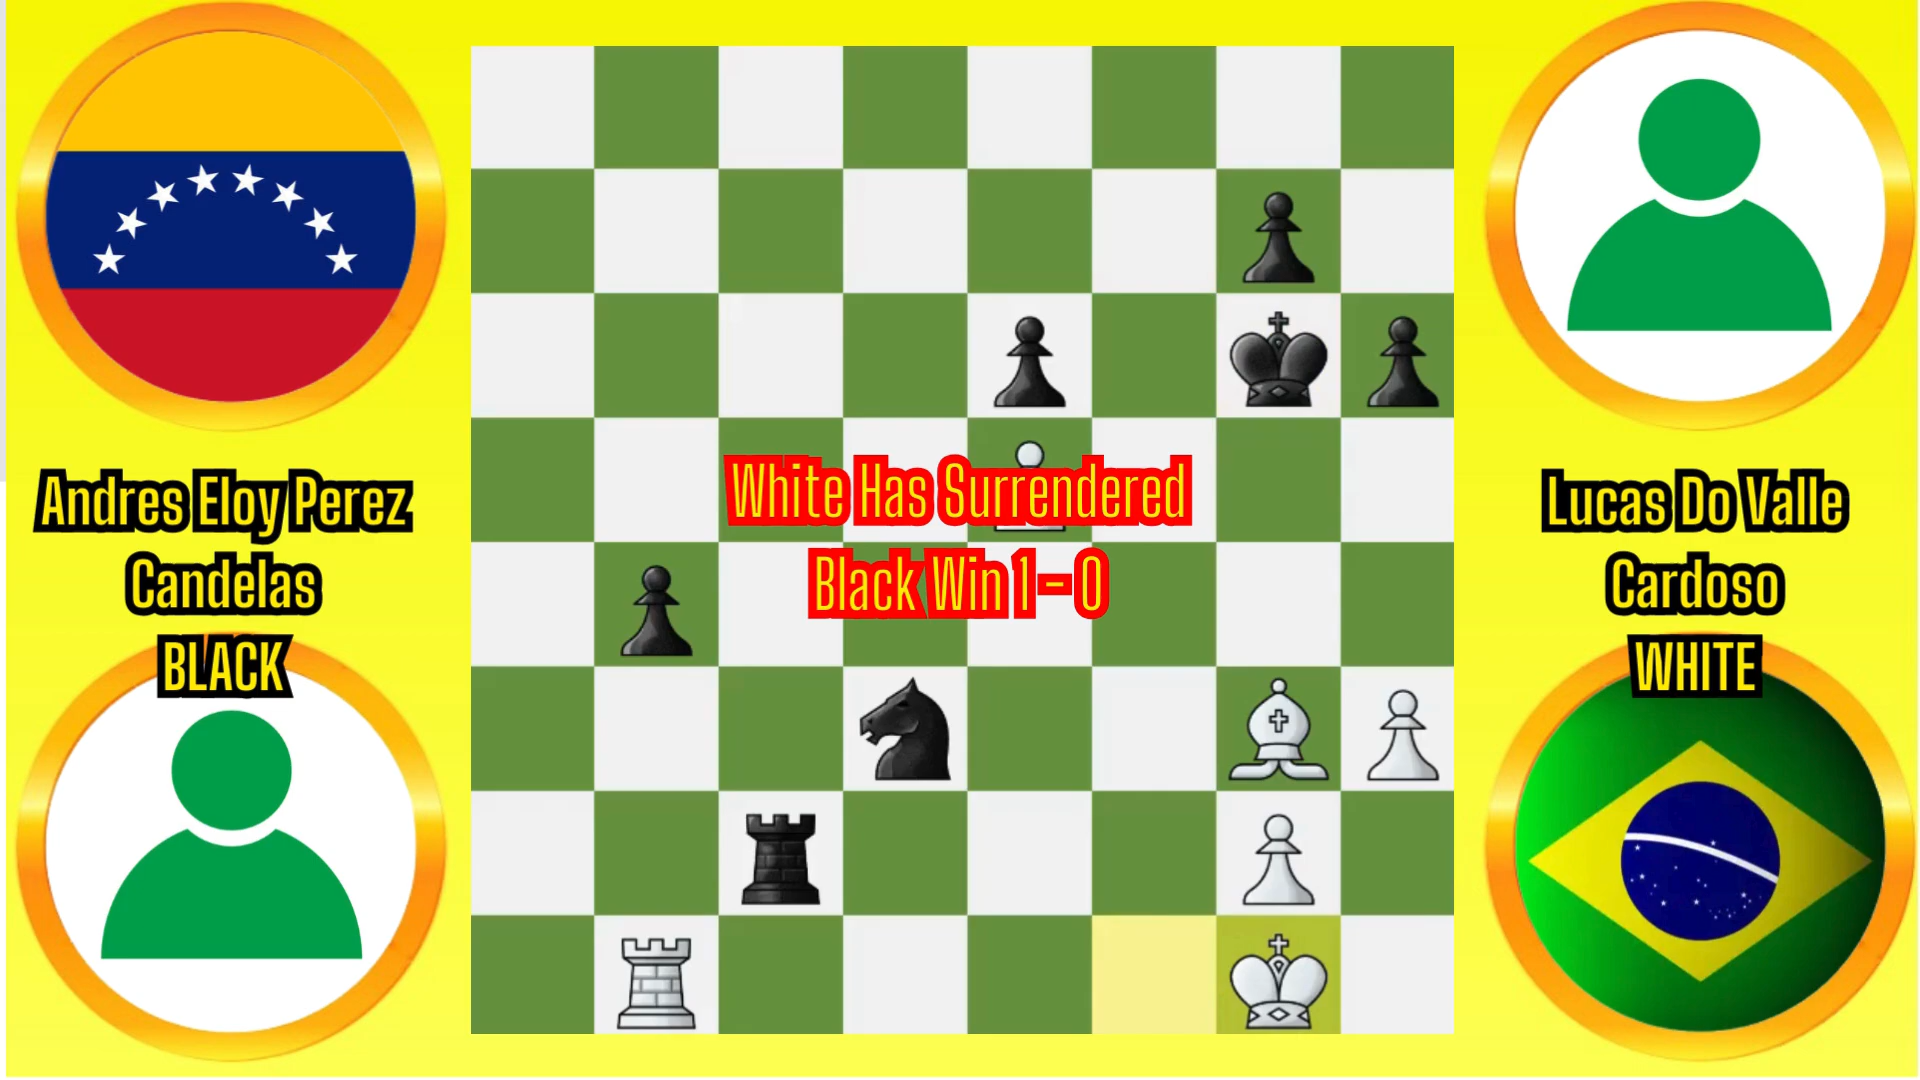 Andres Eloy Perez
Candelas
BLACK
White Has Surrendered
Black Win 1 - 0
Lucas Do Valle
Cardoso
WHITE